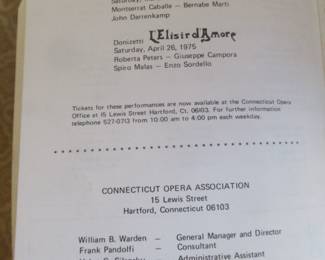 Saturday,
Montserrat Caballe – Bernabe Marti
John Darrenkamp
Donizetti L'Elisir d'Amore
Saturday, April 26, 1975
Roberta Peters – Giuseppe Campora
Spiro Malas – Enzo Sordello
Tickets for these performances are now available at the Connecticut Opera
Office at 15 Lewis Street Hartford, Ct. 06103. For further information
telephone 527-0713 from 10:00 am to 4:00 pm each weekday.
CONNECTICUT OPERA ASSOCIATION
15 Lewis Street
Hartford, Connecticut 06103
William B. Warden – General Manager and Director
Frank Pandolfi – Consultant
Administrative Assistant